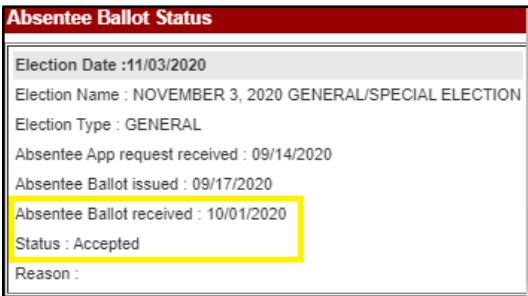 Absentee Ballot Status
Election Date :11/03/2020
Election Name : NOVEMBER 3, 2020 GENERAL/SPECIAL ELECTION
Election Type : GENERAL
Absentee App request received : 09/14/2020
Absentee Ballot issued : 09/17/2020
Absentee Ballot received : 10/01/2020
Status : Accepted
Reason :